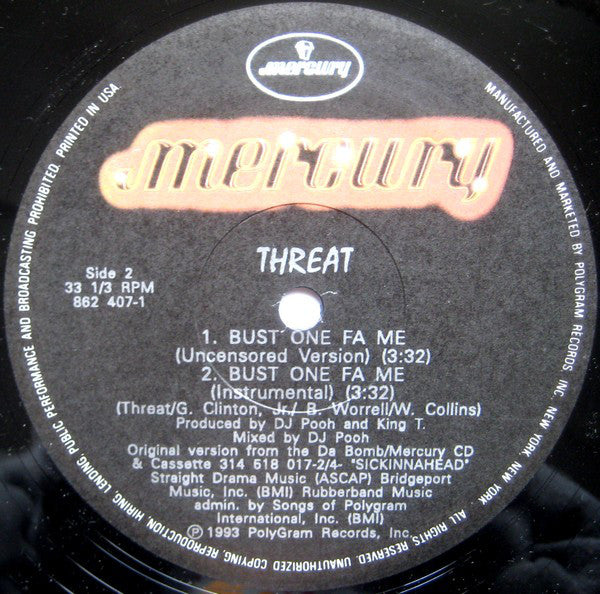 mercury
mercury
THREAT
Side 2
33 1/3 RPM
862 407-1
1. BUST ONE FA ME
(Uncensored Version) (3:32)
2. BUST ONE FA ME
(Instrumental) (3:32)
(Threat/G. Clinton, Jr./ B. Worrell/W. Collins)
Produced by DJ Pooh and King T.
Mixed by DJ Pooh
Original version from the Da Bomb/Mercury CD
& Cassette 314 518 017-2/4- "SICKINNAHEAD"
Straight Drama Music (ASCAP) Bridgeport
Music, Inc. (BMI) Rubberband Music
admin. by Songs of Polygram
International, Inc. (BMI)
℗ 1993 PolyGram Records, Inc.
MANUFACTURED AND MARKETED BY POLYGRAM RECORDS INC. NEW YORK, NEW YORK. ALL RIGHTS RESERVED. UNAUTHORIZED COPYING, REPRODUCTION HIRING LENDING, PUBLIC PERFORMANCE AND BROADCASTING PROHIBITED. PRINTED IN USA.